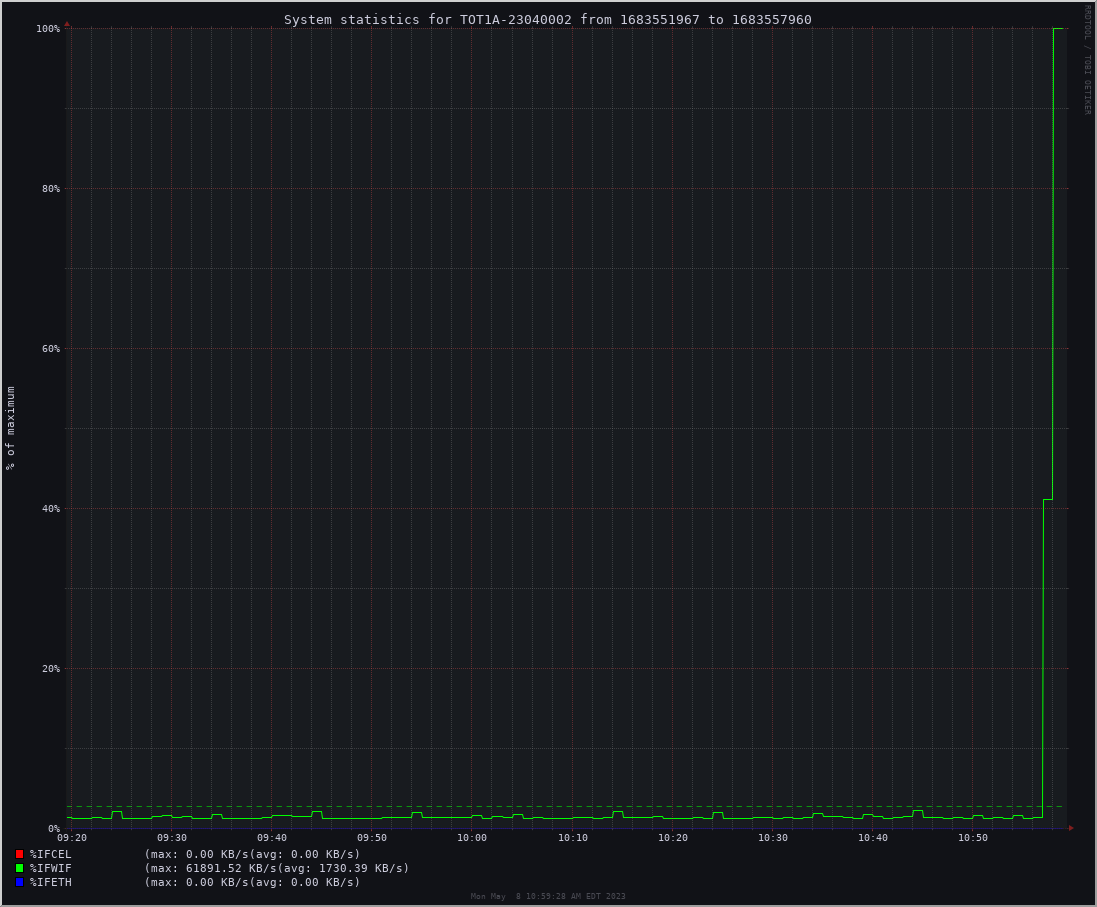 System statistics for TOT1A-23040002 from 1683551967 to 1683557960
RRDTOOL / TOBI OETIKER
% of maximum
100%
80%
60%
40%
20%
0%
09:20 09:30 09:40 09:50 10:00 10:10 10:20 10:30 10:40 10:50
%IFCEL (max: 0.00 KB/s(avg: 0.00 KB/s)
%IFWIF (max: 61891.52 KB/s(avg: 1730.39 KB/s)
%IFETH (max: 0.00 KB/s(avg: 0.00 KB/s)
Mon May 8 10:59:28 AM EDT 2023